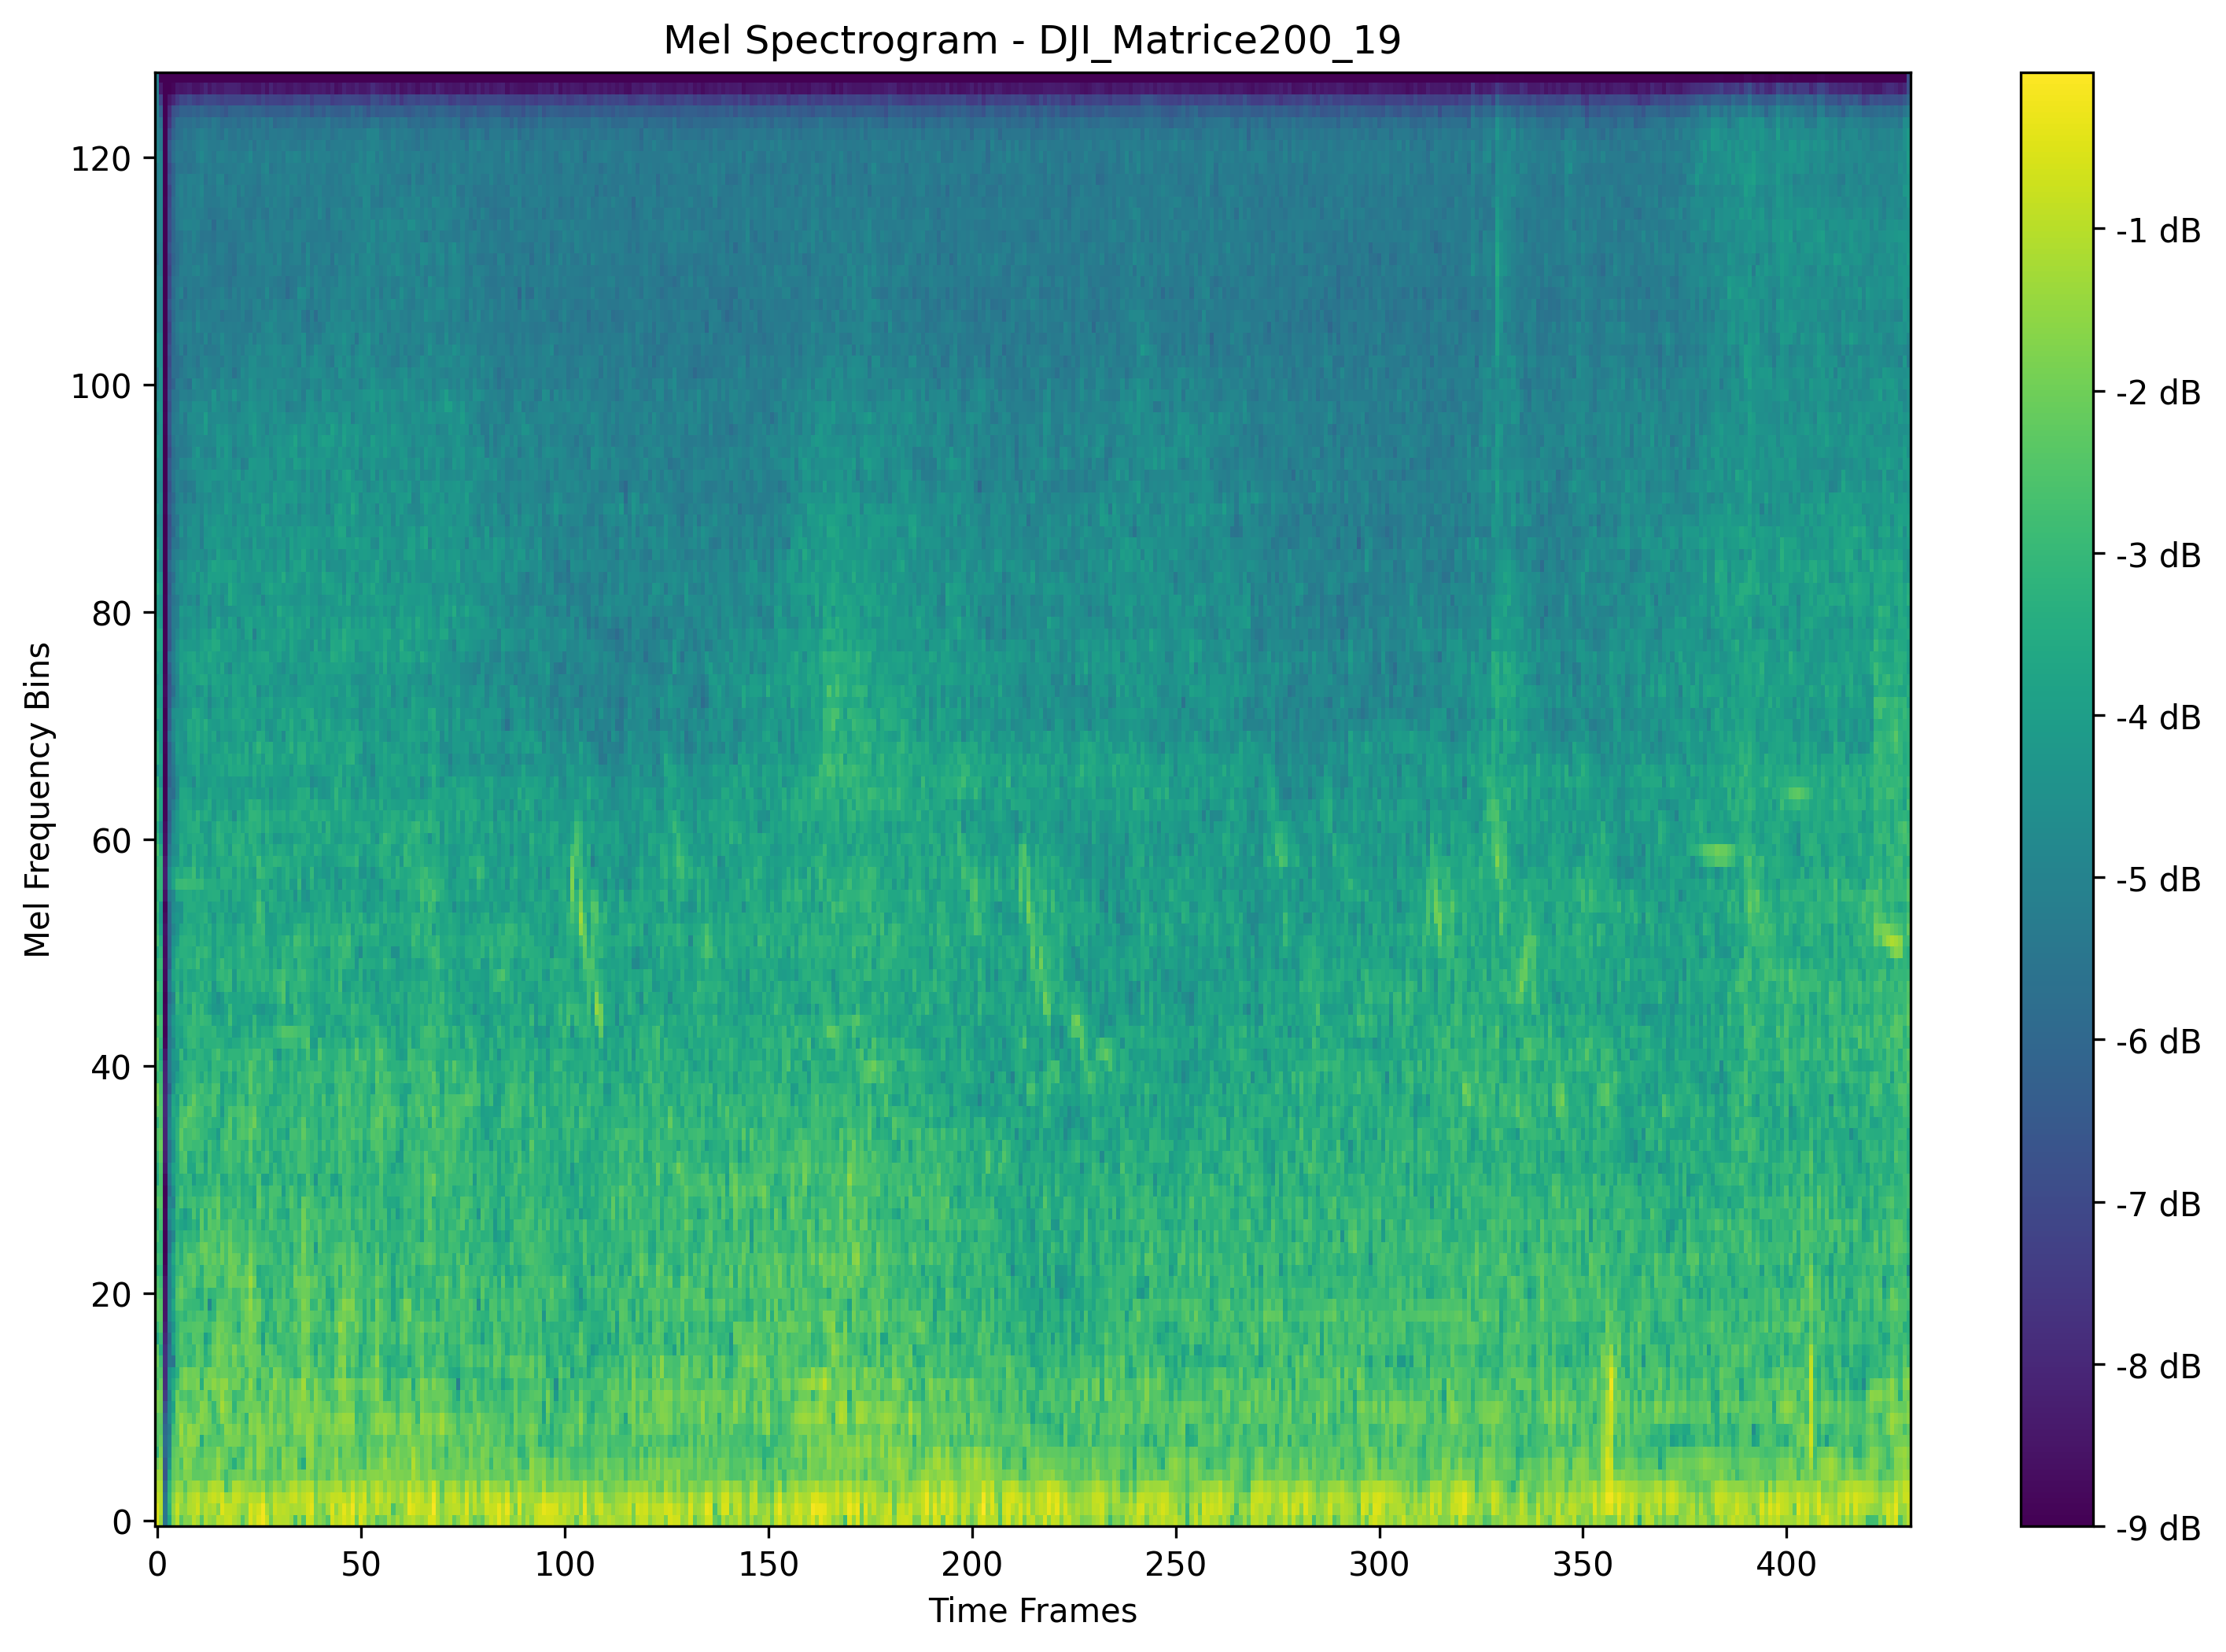 Mel Spectrogram - DJI_Matrice200_19
Mel Frequency Bins
120
100
80
60
40
20
0
0 50 100 150 200 250 300 350 400
Time Frames
-1 dB
-2 dB
-3 dB
-4 dB
-5 dB
-6 dB
-7 dB
-8 dB
-9 dB